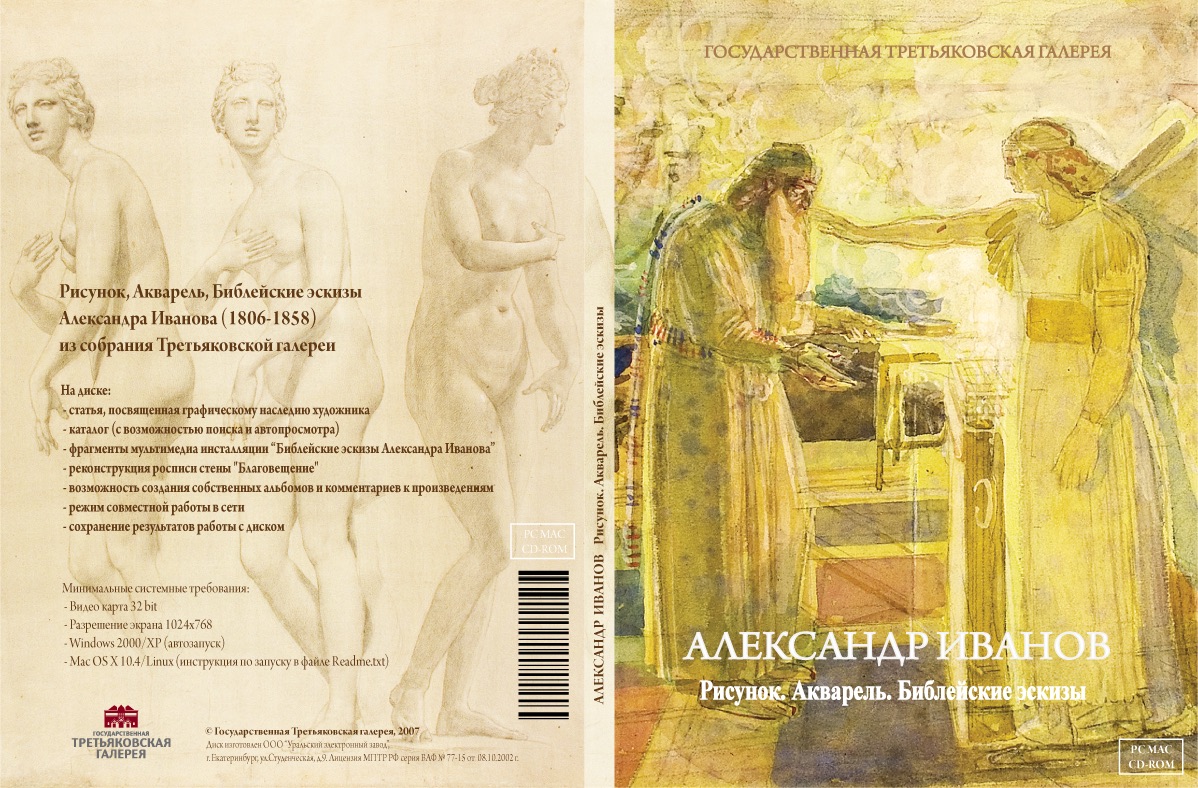 Рисунок, Акварель, Библейские эскизы
Александра Иванова (1806-1858)
из собрания Третьяковской галереи
На диске:
- статья, посвященная графическому наследию художника
- каталог (с возможностью поиска и автопросмотра)
- фрагменты мультимедиа инсталляции “Библейские эскизы Александра Иванова”
- реконструкция росписи стены "Благовещение"
- возможность создания собственных альбомов и комментариев к произведениям
- режим совместной работы в сети
- сохранение результатов работы с диском
PC MAC
CD-ROM
Минимальные системные требования:
- Видео карта 32 bit
- Разрешение экрана 1024x768
- Windows 2000/XP (автозапуск)
- Mac OS X 10.4/Linux (инструкция по запуску в файле Readme.txt)
ГОСУДАРСТВЕННАЯ
ТРЕТЬЯКОВСКАЯ
ГАЛЕРЕЯ
© Государственная Третьяковская галерея, 2007
Диск изготовлен ООО "Уральский электронный завод",
г. Екатеринбург, ул.Студенческая, д.9. Лицензия МПТР РФ серия ВАФ № 77-15 от 08.10.2002 г.
АЛЕКСАНДР ИВАНОВ Рисунок. Акварель. Библейские эскизы
ГОСУДАРСТВЕННАЯ ТРЕТЬЯКОВСКАЯ ГАЛЕРЕЯ
АЛЕКСАНДР ИВАНОВ
Рисунок. Акварель. Библейские эскизы
PC MAC
CD-ROM